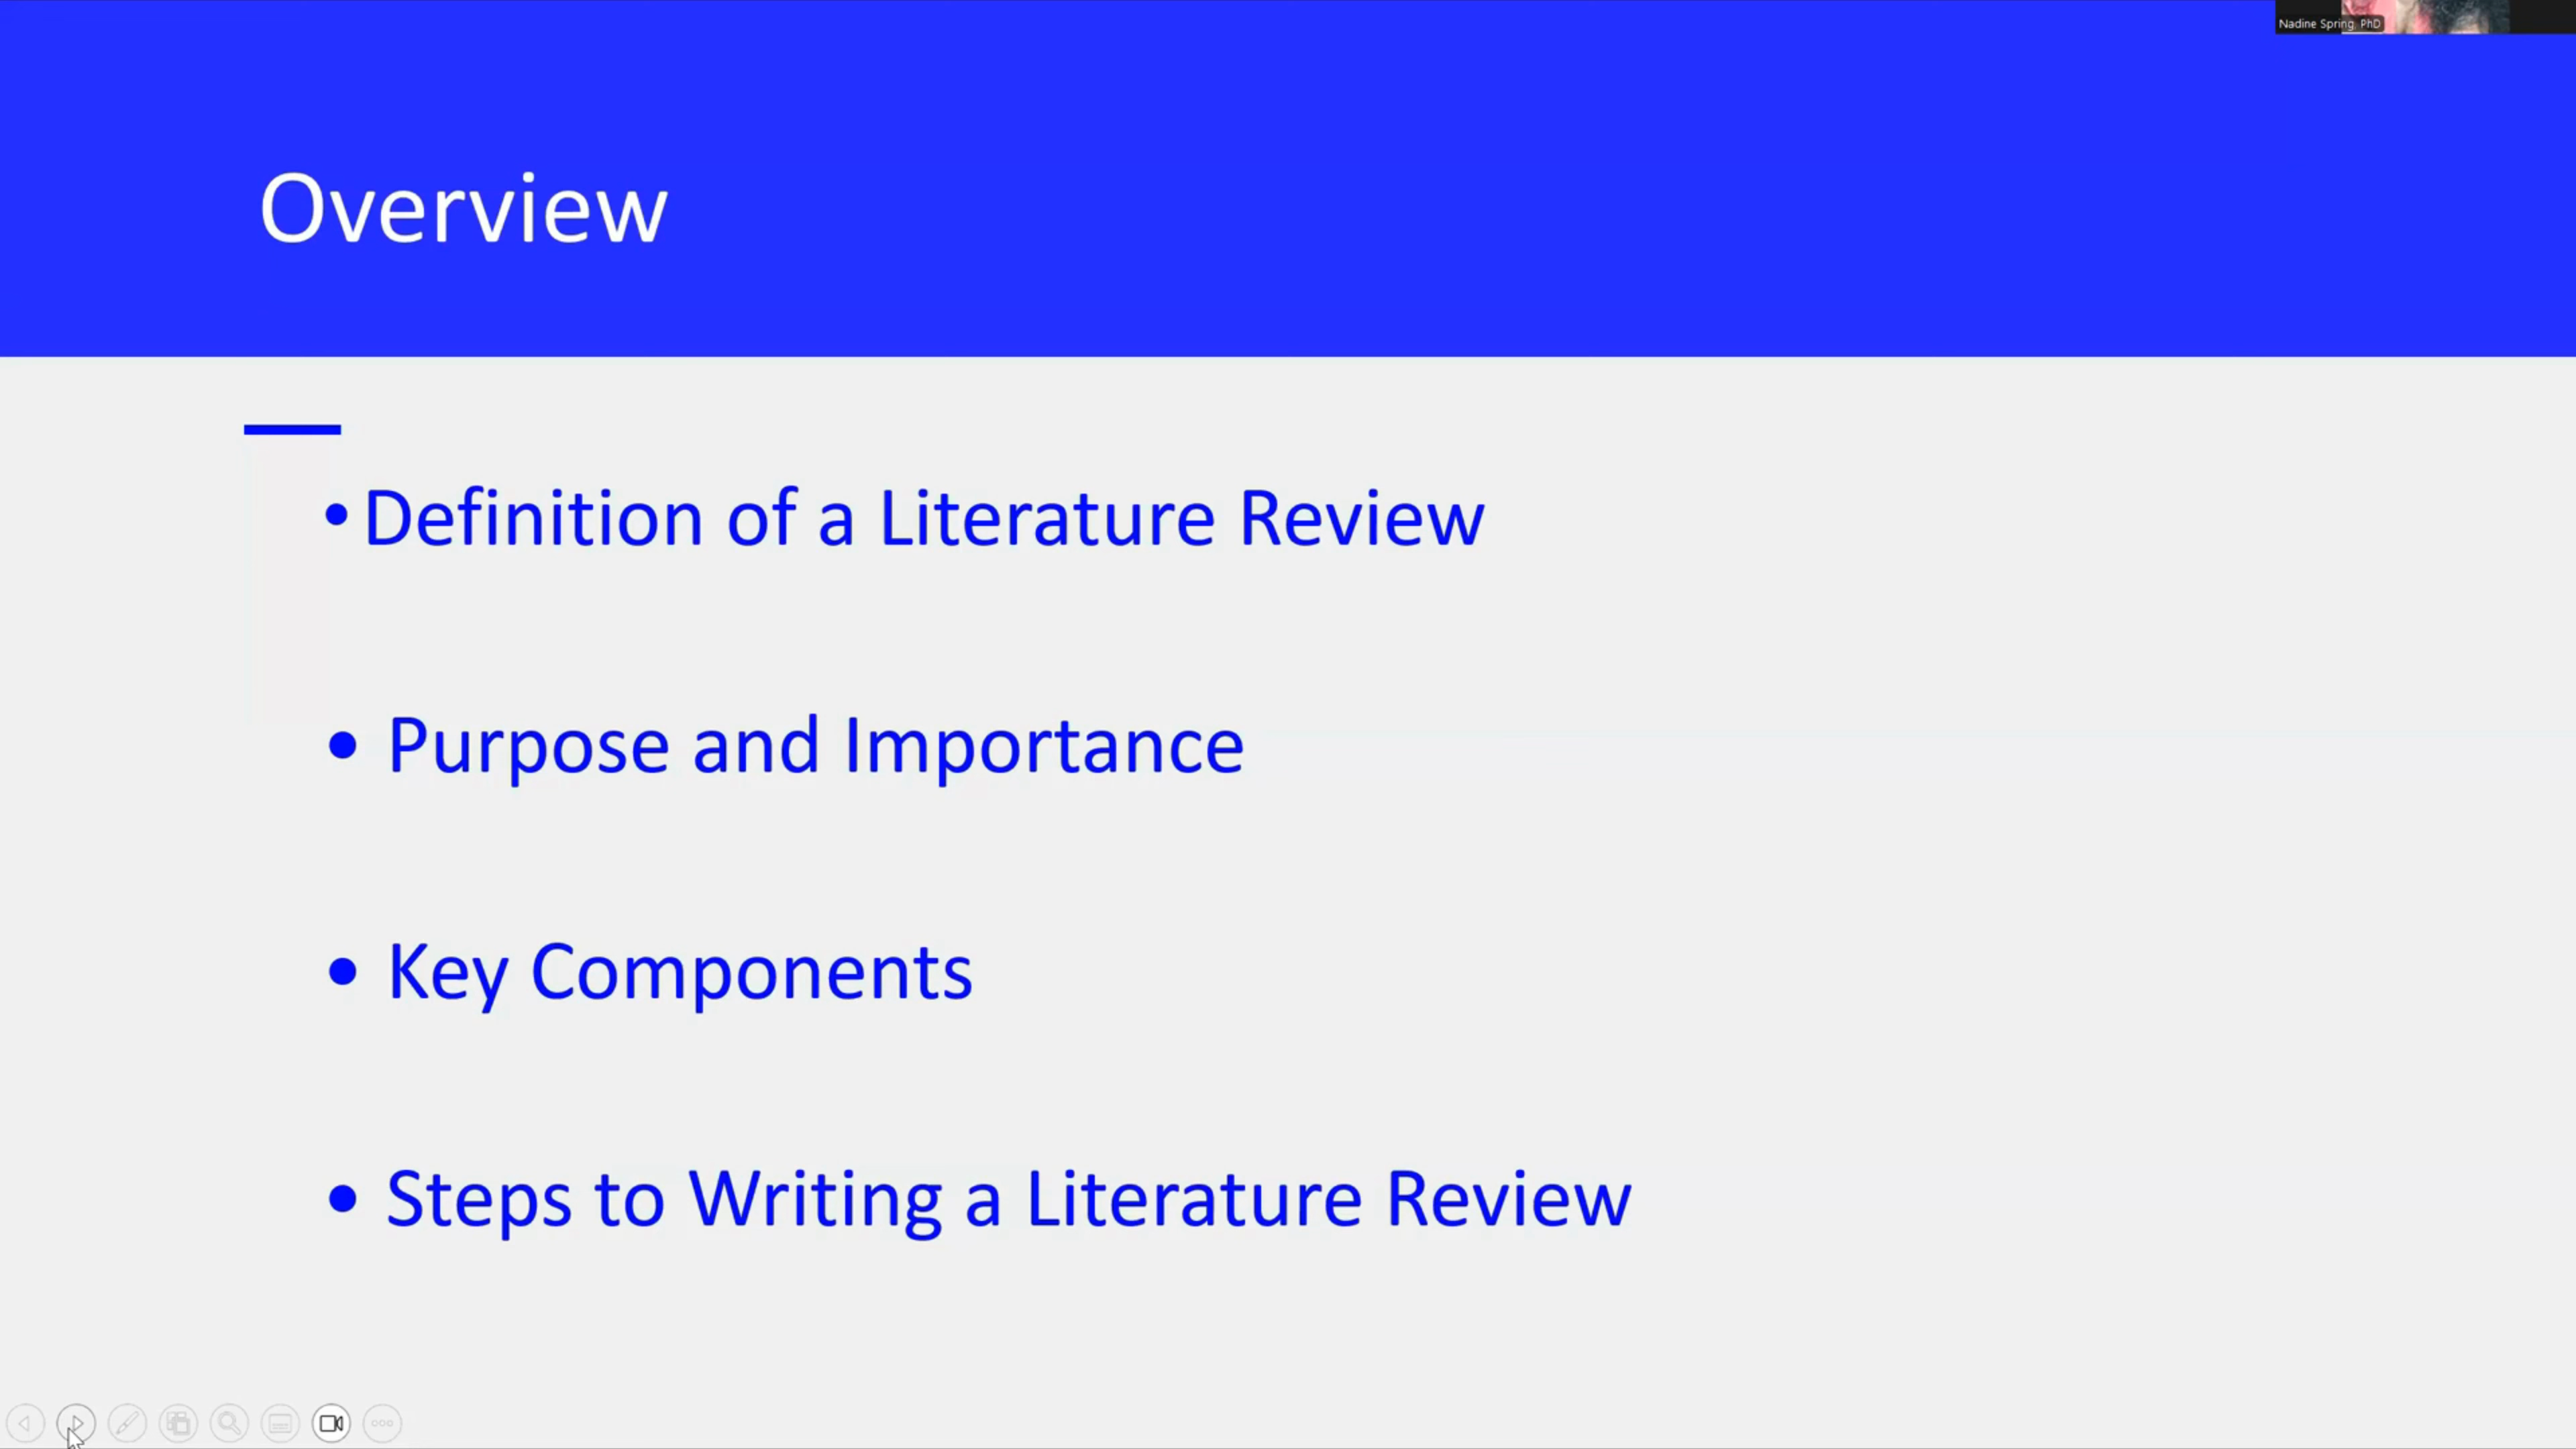 Nadine Spring, PhD
Overview
• Definition of a Literature Review
• Purpose and Importance
• Key Components
• Steps to Writing a Literature Review